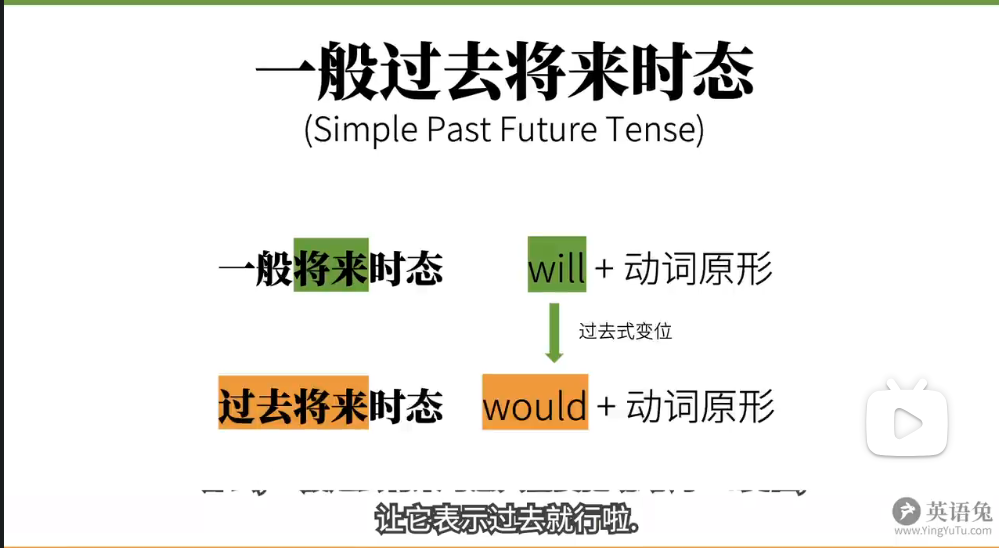 一般过去将来时态
(Simple Past Future Tense)
一般将来时态 will + 动词原形
过去式变位
过去将来时态 would + 动词原形
让它表示过去就行啦.
英语兔
www.YingYuTu.com